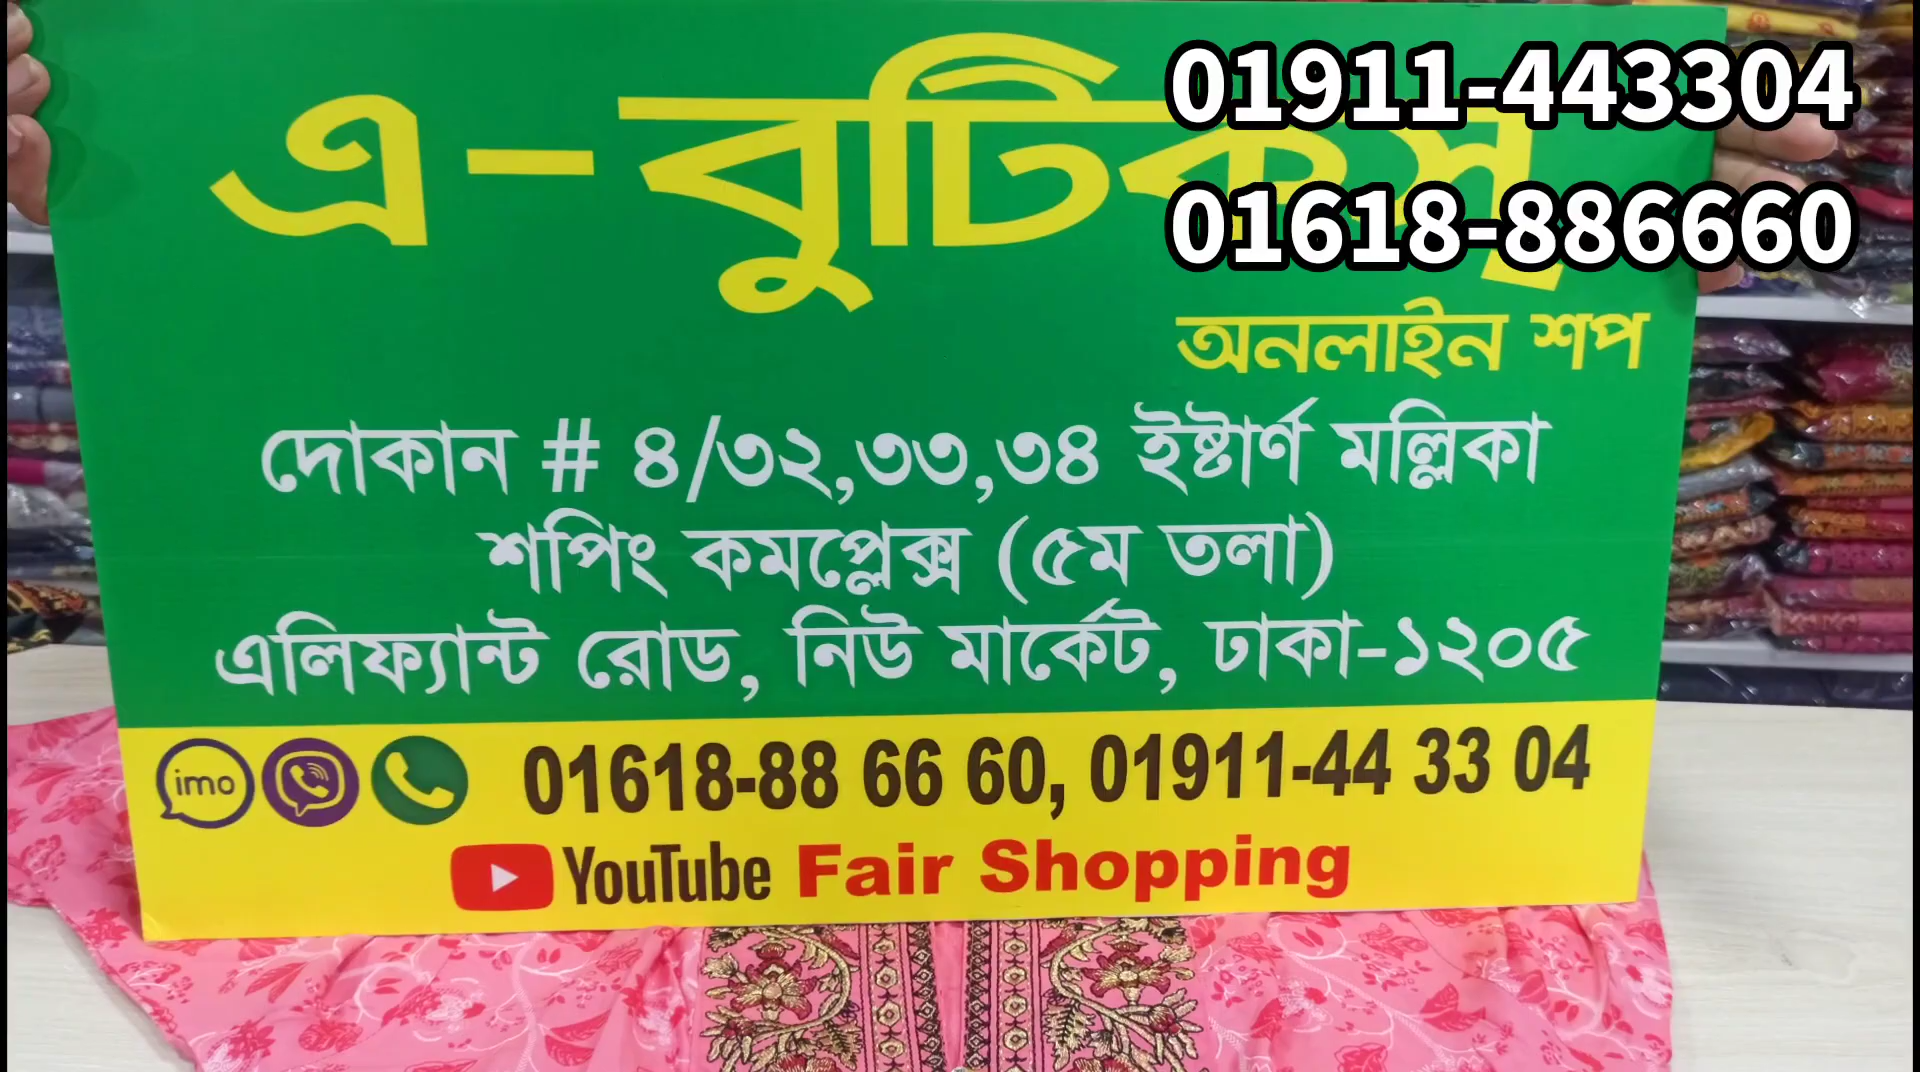 01911-443304
01618-886660
এ-বুটিকস্
অনলাইন শপ
দোকান # ৪/৩২,৩৩,৩৪ ইষ্টার্ণ মল্লিকা
শপিং কমপ্লেক্স (৫ম তলা)
এলিফ্যান্ট রোড, নিউ মার্কেট, ঢাকা-১২০৫
imo 01618-88 66 60, 01911-44 33 04
YouTube Fair Shopping